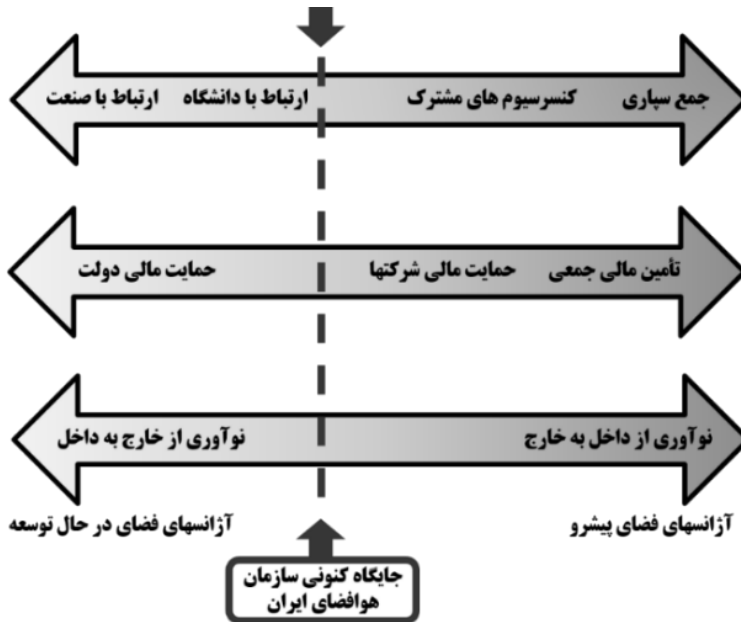 جمع سپاری کنسرسیوم های مشترک ارتباط با دانشگاه ارتباط با صنعت
تأمین مالی جمعی حمایت مالی شرکتها حمایت مالی دولت
نوآوری از داخل به خارج نوآوری از خارج به داخل
آژانسهای فضای پیشرو آژانسهای فضای در حال توسعه
جایگاه کنونی سازمان
هوافضای ایران